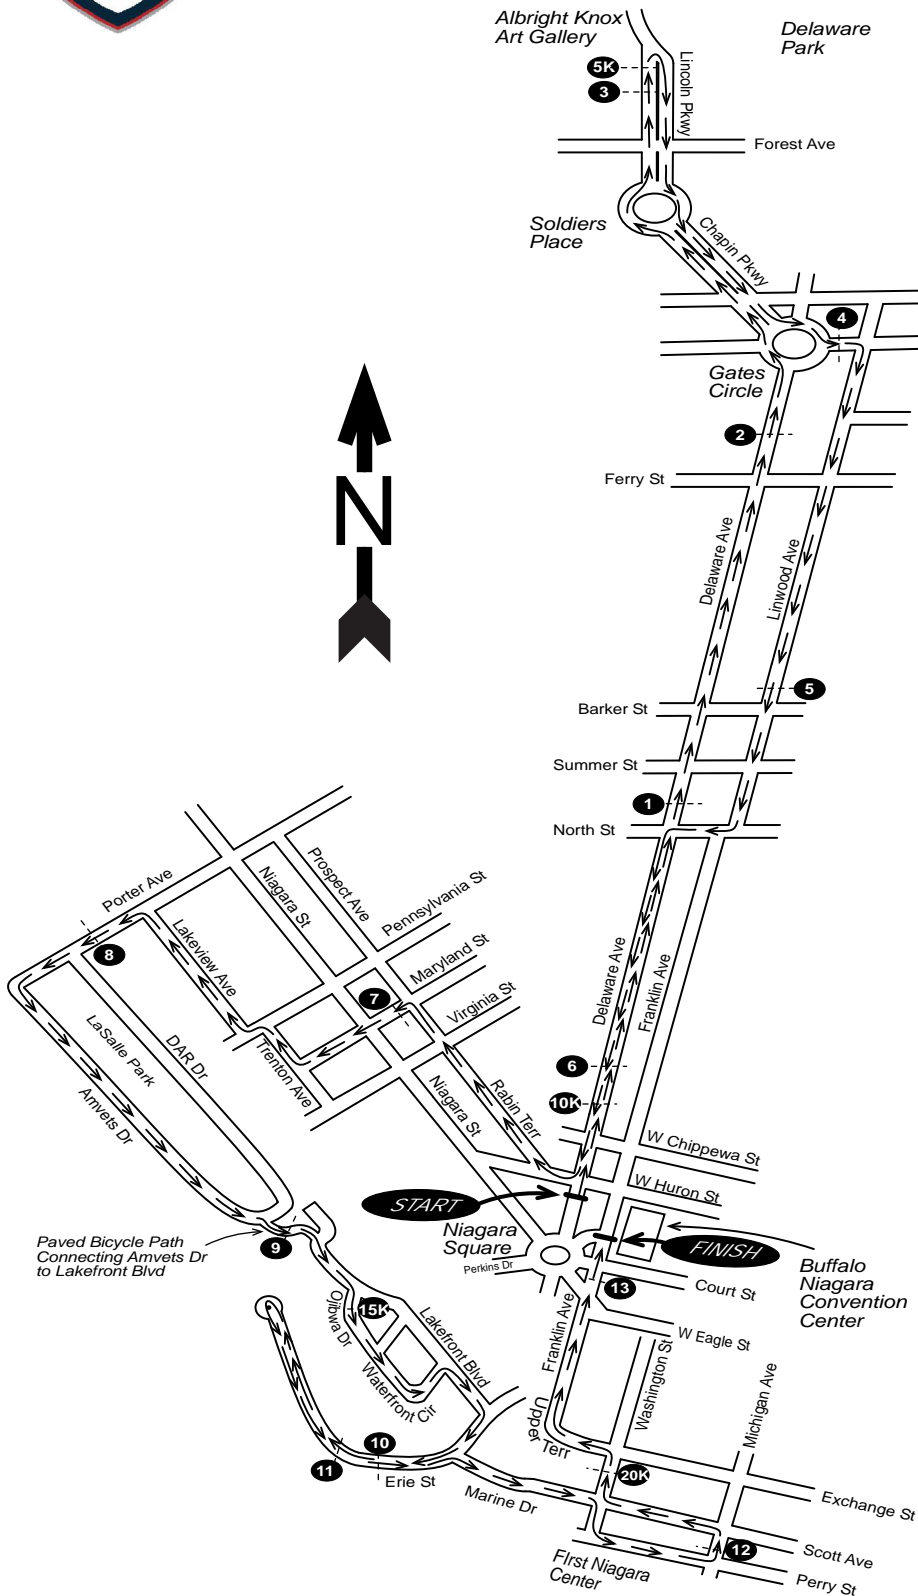 Albright Knox
Art Gallery
Delaware
Park
5K
3
Lincoln Pkwy
Forest Ave
Soldiers
Place
Chapin Pkwy
4
Gates
Circle
2
N
Ferry St
Delaware Ave
Linwood Ave
5
Barker St
Summer St
1
North St
Porter Ave
Niagara St
Prospect Ave
Pennsylvania St
Maryland St
Virginia St
Lakeview Ave
8
7
LaSalle Park
DAR Dr
Amvets Dr
Trenton Ave
Niagara St
Rabin Terr
Delaware Ave
Franklin Ave
6
10K
W Chippewa St
W Huron St
START
Niagara
Square
Perkins Dr
FINISH
Buffalo
Niagara
Convention
Center
Paved Bicycle Path
Connecting Amvets Dr
to Lakefront Blvd
9
Court St
13
W Eagle St
15K
Ojibwa Dr
Lakefront Blvd
Waterfront Cir
Franklin Ave
Washington St
Michigan Ave
Upper
Terr
10
11
Erie St
20K
Marine Dr
Exchange St
12
Scott Ave
Perry St
FIrst Niagara
Center